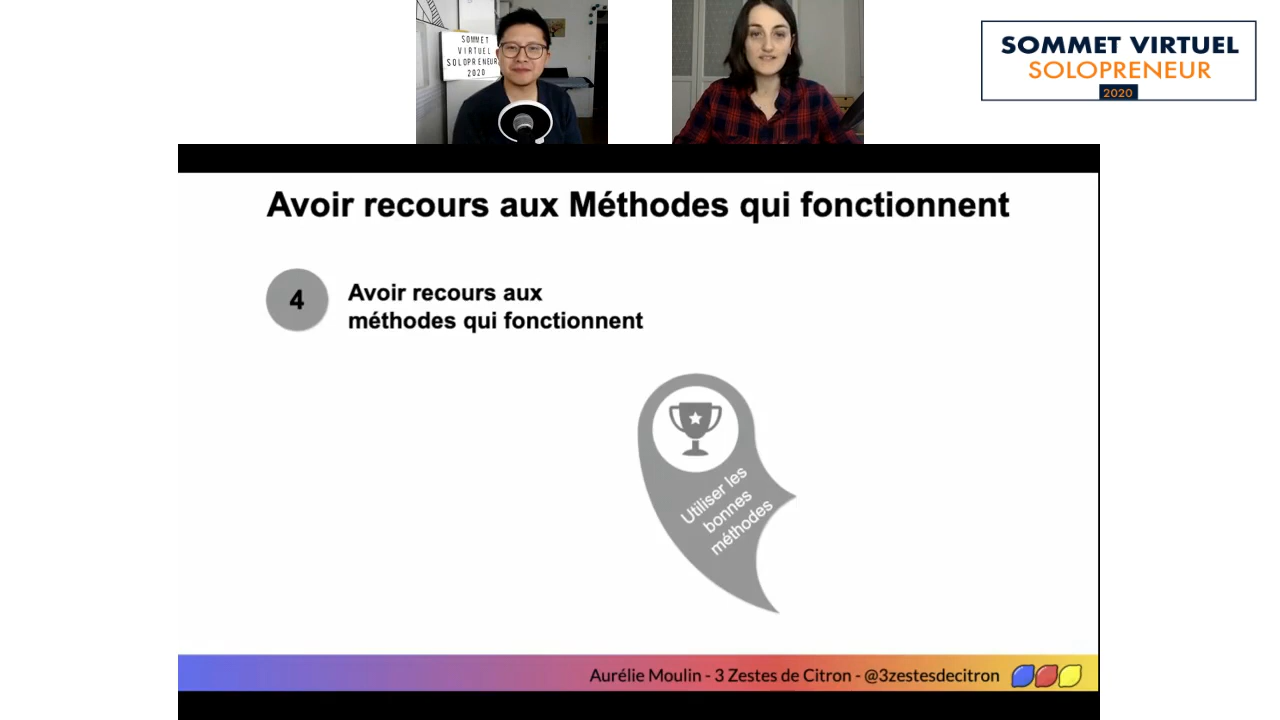 SOMMET
VIRTUEL
SOLOPRENEUR
2020
SOMMET VIRTUEL
SOLOPRENEUR
2020
Avoir recours aux Méthodes qui fonctionnent
4
Avoir recours aux
méthodes qui fonctionnent
Utiliser les
bonnes
méthodes
Aurélie Moulin - 3 Zestes de Citron - @3zestesdecitron